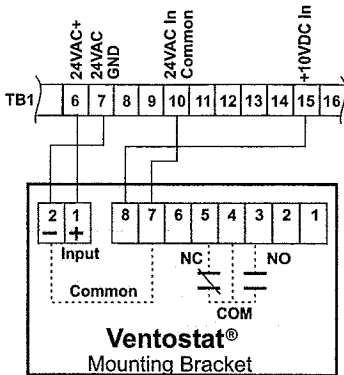 24VAC+
24VAC
GND
24VAC In
Common
+10VDC In
TB1 6 7 8 9 10 11 12 13 14 15 16
2 1 8 7 6 5 4 3 2 1
− +
Input
NC NO
Common
COM
Ventostat®
Mounting Bracket